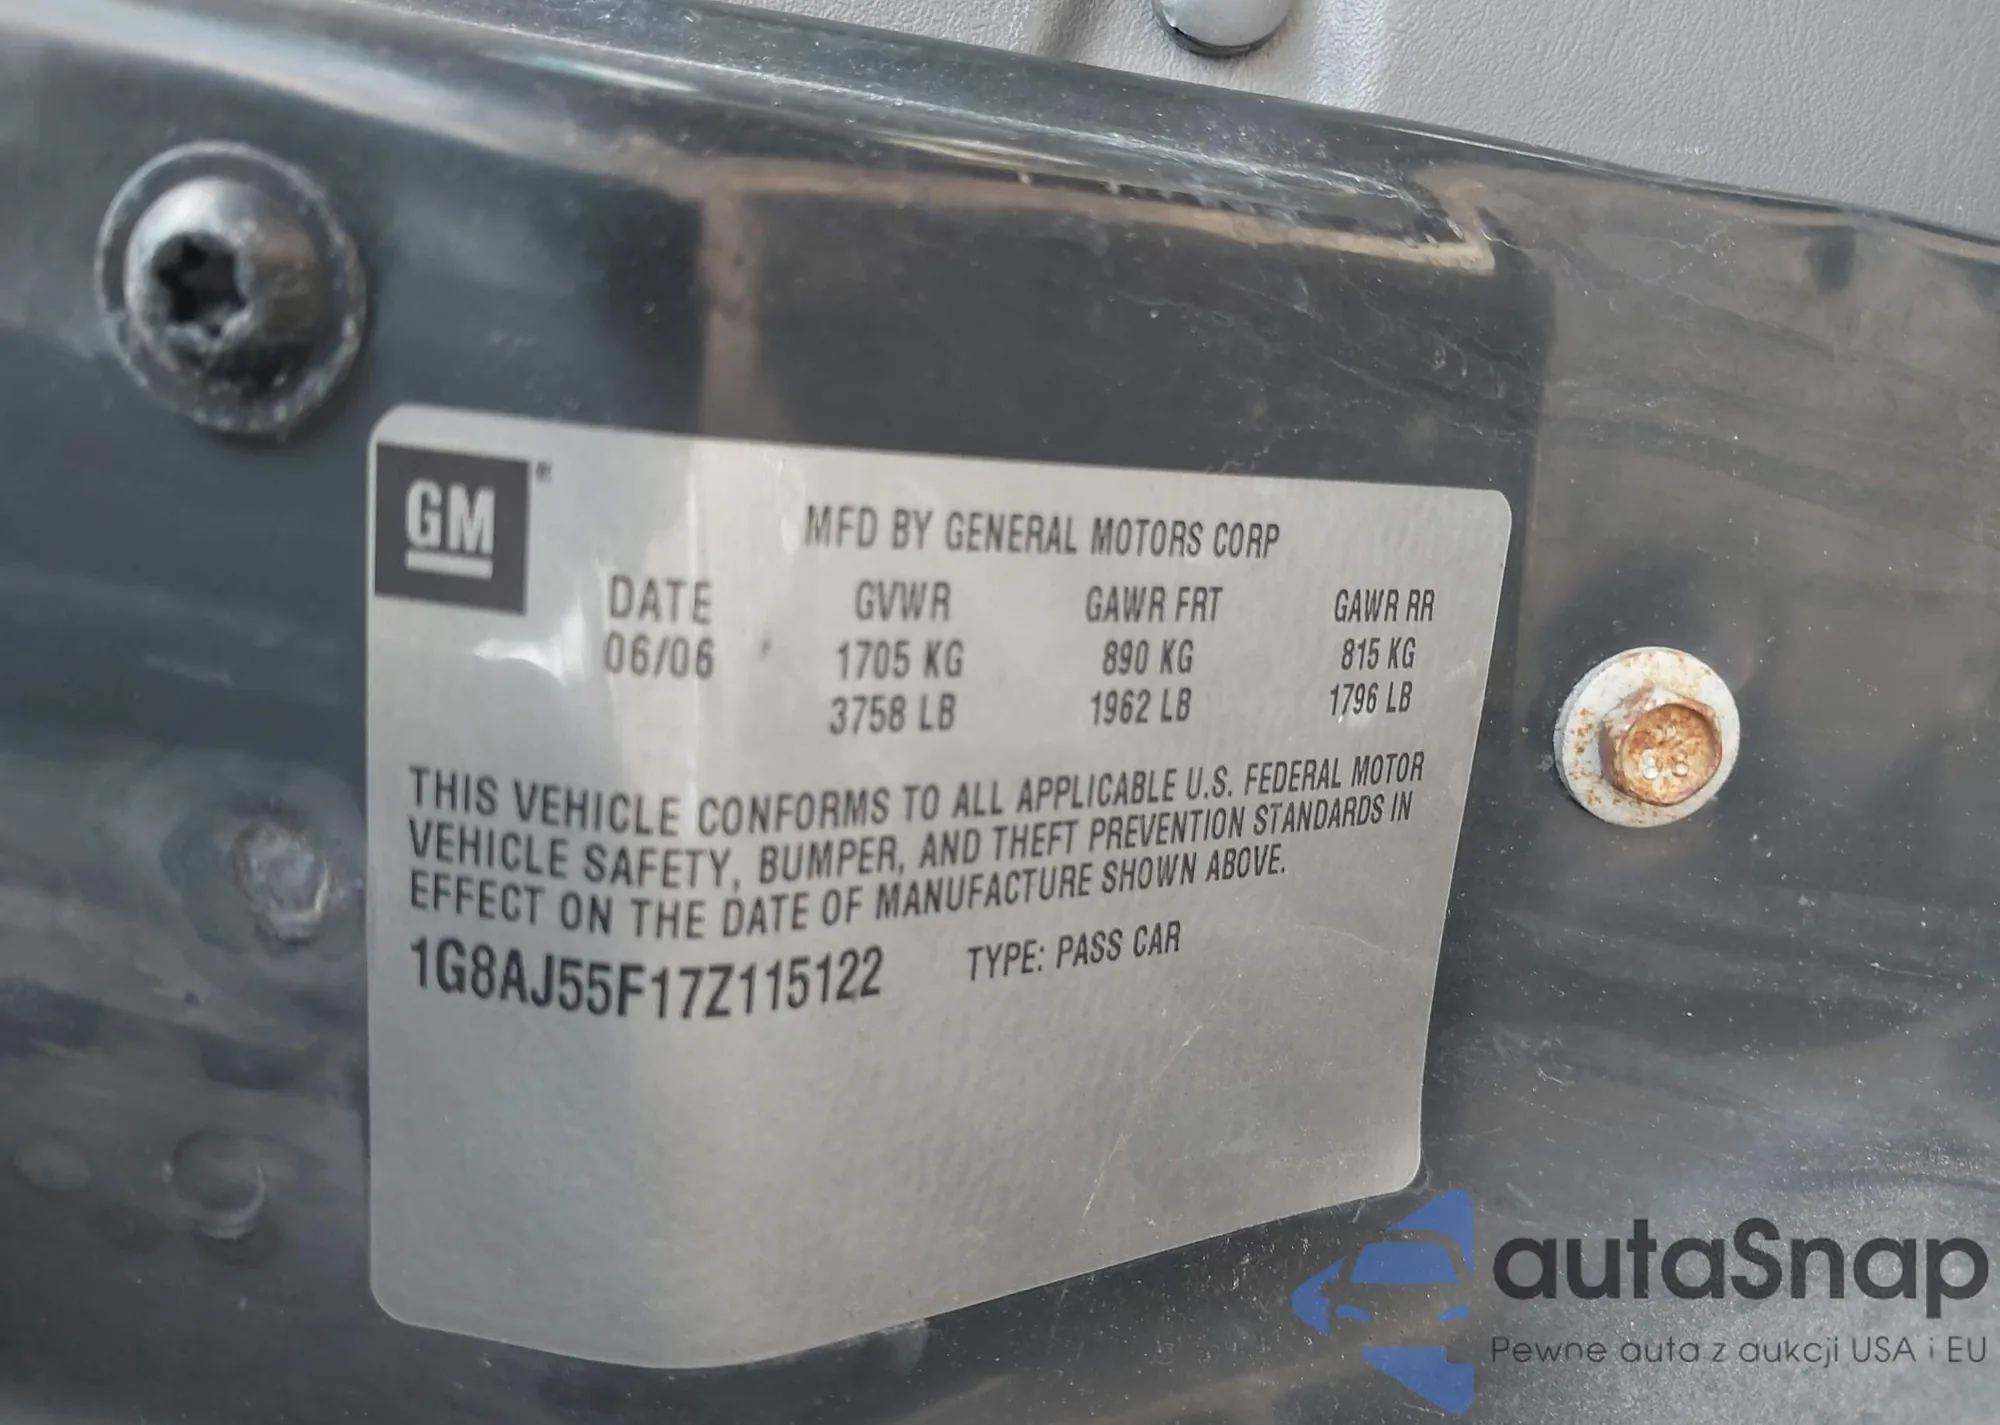 GM
MFD BY GENERAL MOTORS CORP
DATE GVWR GAWR FRT GAWR RR
06/06 1705 KG 890 KG 815 KG
3758 LB 1962 LB 1796 LB
THIS VEHICLE CONFORMS TO ALL APPLICABLE U.S. FEDERAL MOTOR
VEHICLE SAFETY, BUMPER, AND THEFT PREVENTION STANDARDS IN
EFFECT ON THE DATE OF MANUFACTURE SHOWN ABOVE.
1G8AJ55F17Z115122 TYPE: PASS CAR
autaSnap
Pewne auta z aukcji USA i EU